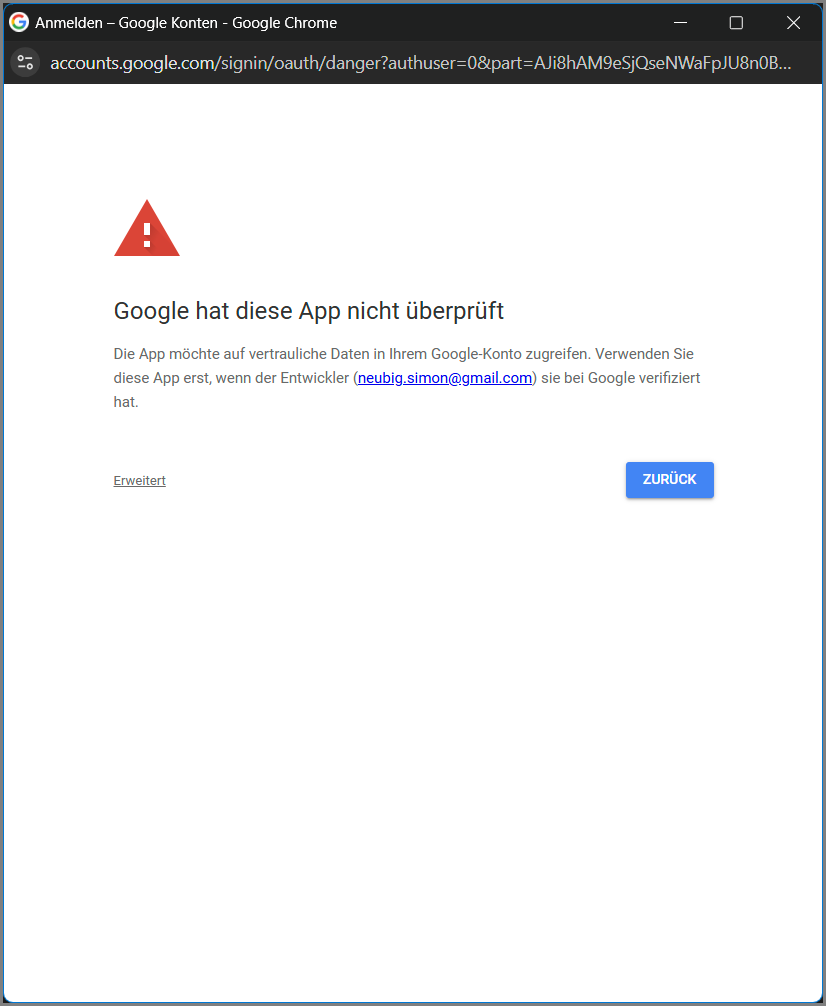 Anmelden – Google Konten - Google Chrome
accounts.google.com/signin/oauth/danger?authuser=0&part=AJi8hAM9eSjQseNWaFpJU8n0B...
Google hat diese App nicht überprüft
Die App möchte auf vertrauliche Daten in Ihrem Google-Konto zugreifen. Verwenden Sie
diese App erst, wenn der Entwickler (neubig.simon@gmail.com) sie bei Google verifiziert
hat.
Erweitert
ZURÜCK